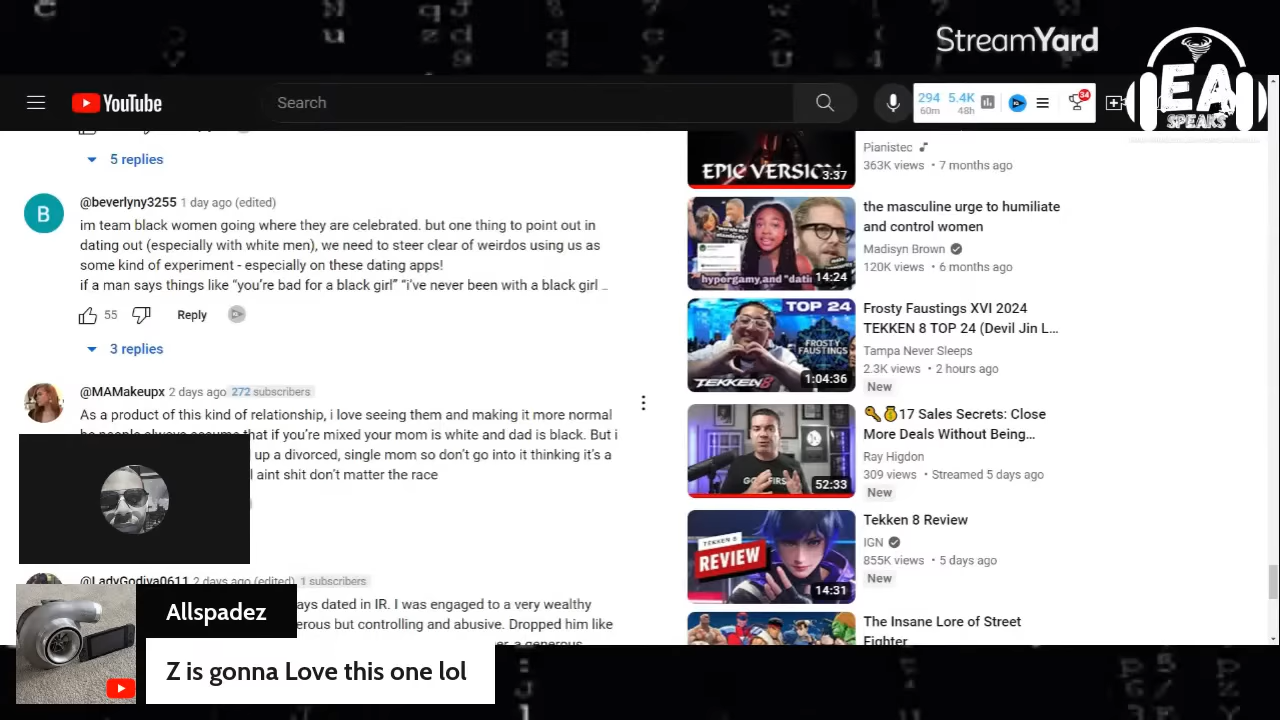 StreamYard
EA
SPEAKS
YouTube
Search
294 5.4K
60m 48h
34
5 replies
@beverlyny3255 1 day ago (edited)
im team black women going where they are celebrated. but one thing to point out in
dating out (especially with white men), we need to steer clear of weirdos using us as
some kind of experiment - especially on these dating apps!
if a man says things like “you’re bad for a black girl” “i've never been with a black girl ..
55 Reply
3 replies
@MAMakeupx 2 days ago 272 subscribers
As a product of this kind of relationship, i love seeing them and making it more normal
that if you’re mixed your mom is white and dad is black. But i
up a divorced, single mom so don’t go into it thinking it’s a
aint shit don’t matter the race
@LadyGodiva0611 2 days ago (edited) 1 subscribers
ays dated in IR. I was engaged to a very wealthy
erous but controlling and abusive. Dropped him like
Allspadez
Z is gonna Love this one lol
EPIC VERSION
3:37
Pianistec
363K views • 7 months ago
hypergamy,and "dati
14:24
the masculine urge to humiliate
and control women
Madisyn Brown
120K views • 6 months ago
TOP 24
FROSTY
FAUSTINGS
TEKKEN 8
1:04:36
Frosty Faustings XVI 2024
TEKKEN 8 TOP 24 (Devil Jin L...
Tampa Never Sleeps
2.3K views • 2 hours ago
New
52:33
17 Sales Secrets: Close
More Deals Without Being...
Ray Higdon
309 views • Streamed 5 days ago
New
TEKKEN 8
REVIEW
14:31
Tekken 8 Review
IGN
855K views • 5 days ago
New
The Insane Lore of Street
Fighter